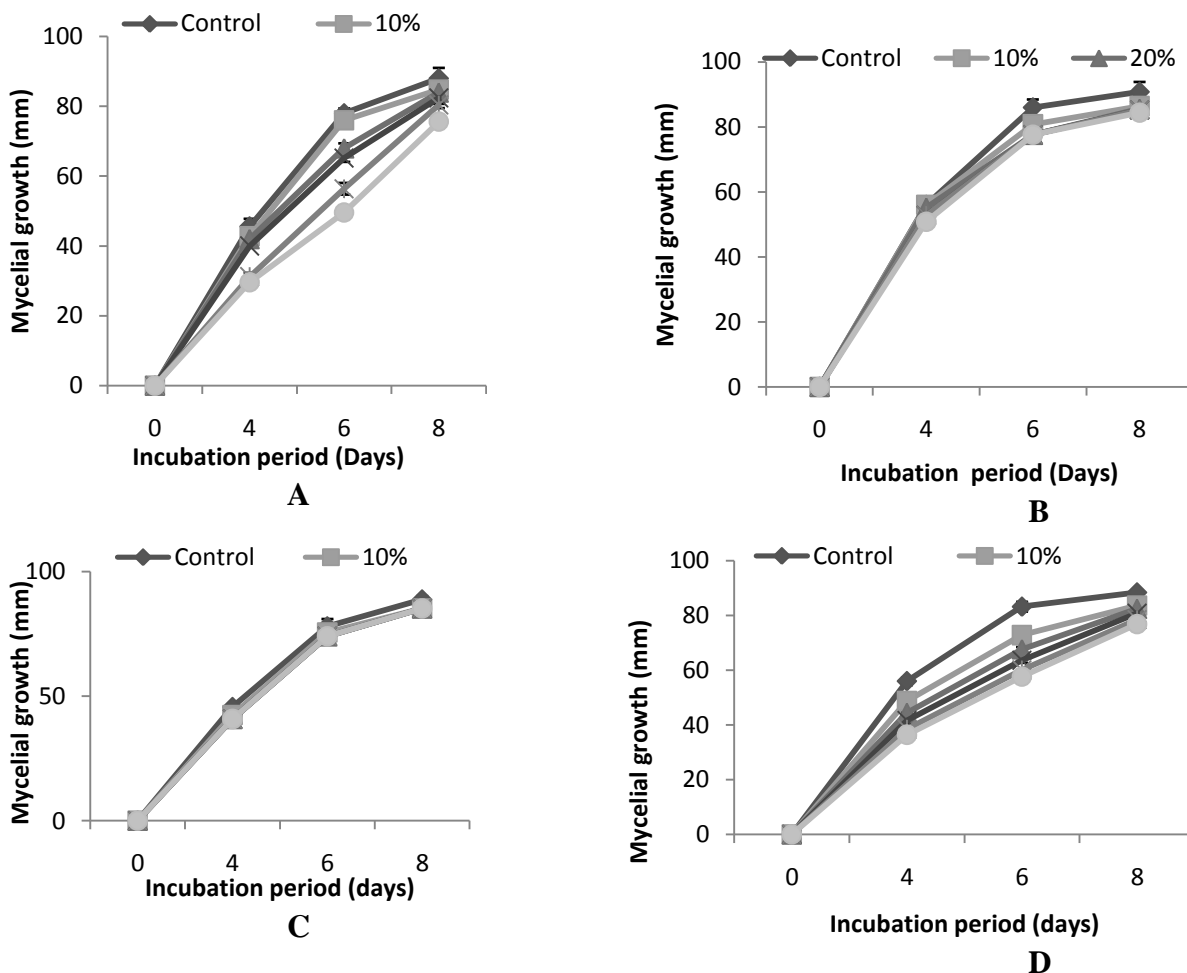 Control 10%
Mycelial growth (mm)
100
80
60
40
20
0
0 4 6 8
Incubation period (Days)
A
Control 10% 20%
Mycelial growth (mm)
100
80
60
40
20
0
0 4 6 8
Incubation period (Days)
B
Control 10%
Mycelial growth (mm)
100
50
0
0 4 6 8
Incubation period (days)
C
Control 10%
Mycelial growth (mm)
100
80
60
40
20
0
0 4 6 8
Incubation period (days)
D